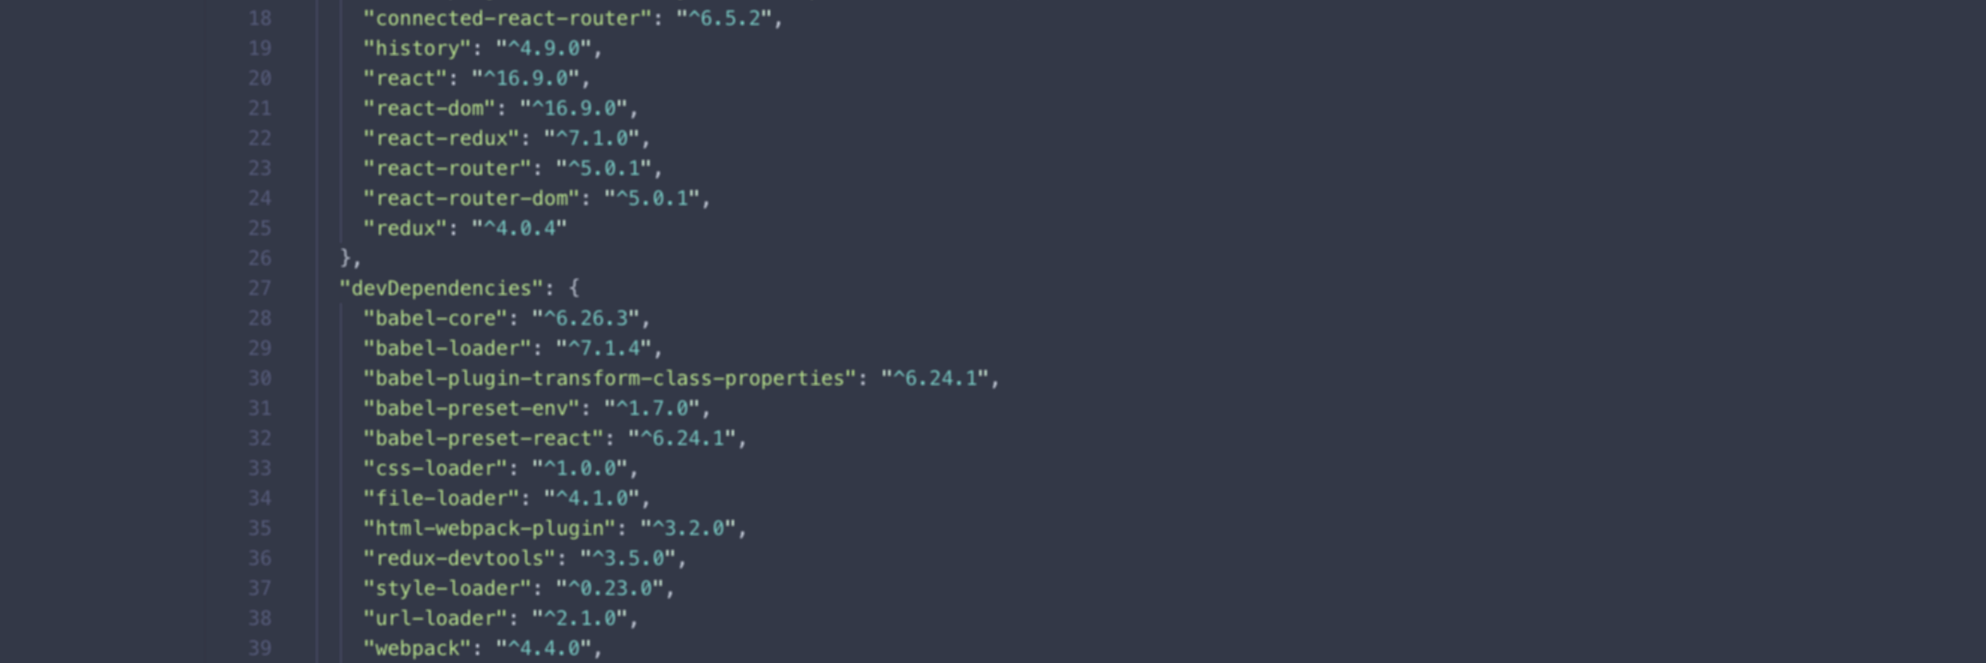 18 "connected-react-router": "^6.5.2",
19 "history": "^4.9.0",
20 "react": "^16.9.0",
21 "react-dom": "^16.9.0",
22 "react-redux": "^7.1.0",
23 "react-router": "^5.0.1",
24 "react-router-dom": "^5.0.1",
25 "redux": "^4.0.4"
26 },
27 "devDependencies": {
28 "babel-core": "^6.26.3",
29 "babel-loader": "^7.1.4",
30 "babel-plugin-transform-class-properties": "^6.24.1",
31 "babel-preset-env": "^1.7.0",
32 "babel-preset-react": "^6.24.1",
33 "css-loader": "^1.0.0",
34 "file-loader": "^4.1.0",
35 "html-webpack-plugin": "^3.2.0",
36 "redux-devtools": "^3.5.0",
37 "style-loader": "^0.23.0",
38 "url-loader": "^2.1.0",
39 "webpack": "^4.4.0",